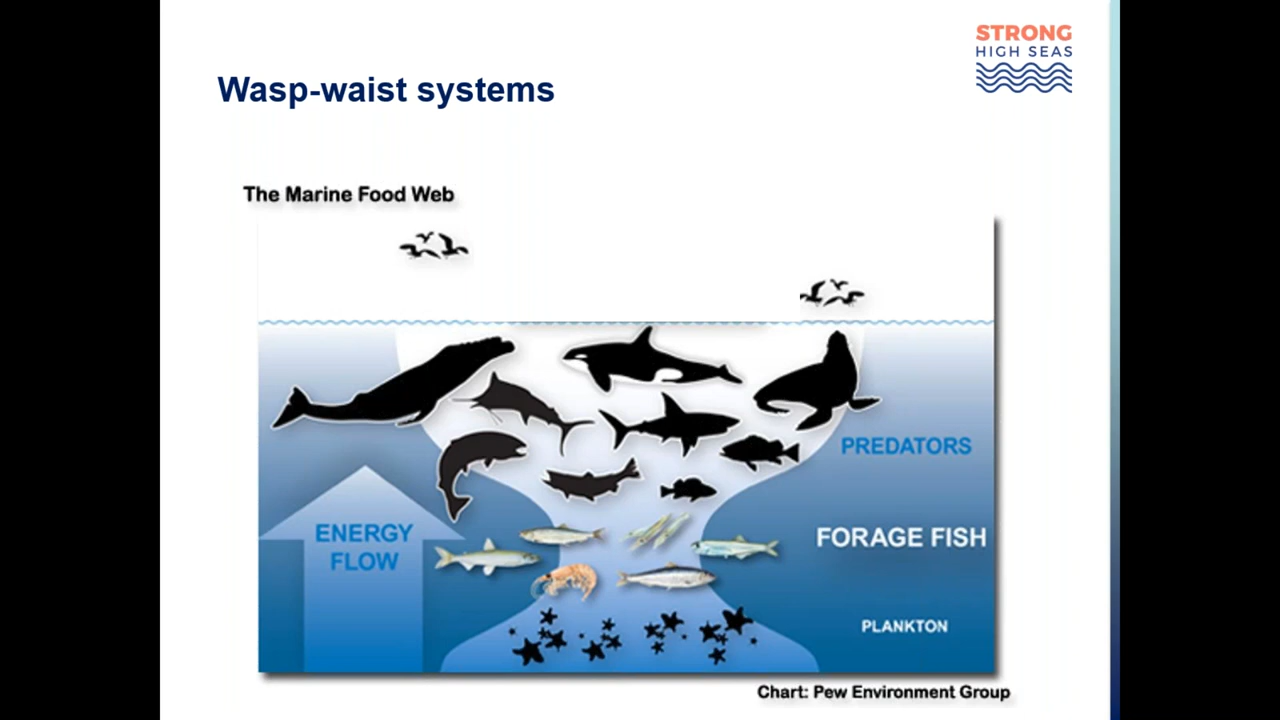 STRONG
HIGH SEAS
Wasp-waist systems
The Marine Food Web
PREDATORS
ENERGY
FLOW
FORAGE FISH
PLANKTON
Chart: Pew Environment Group